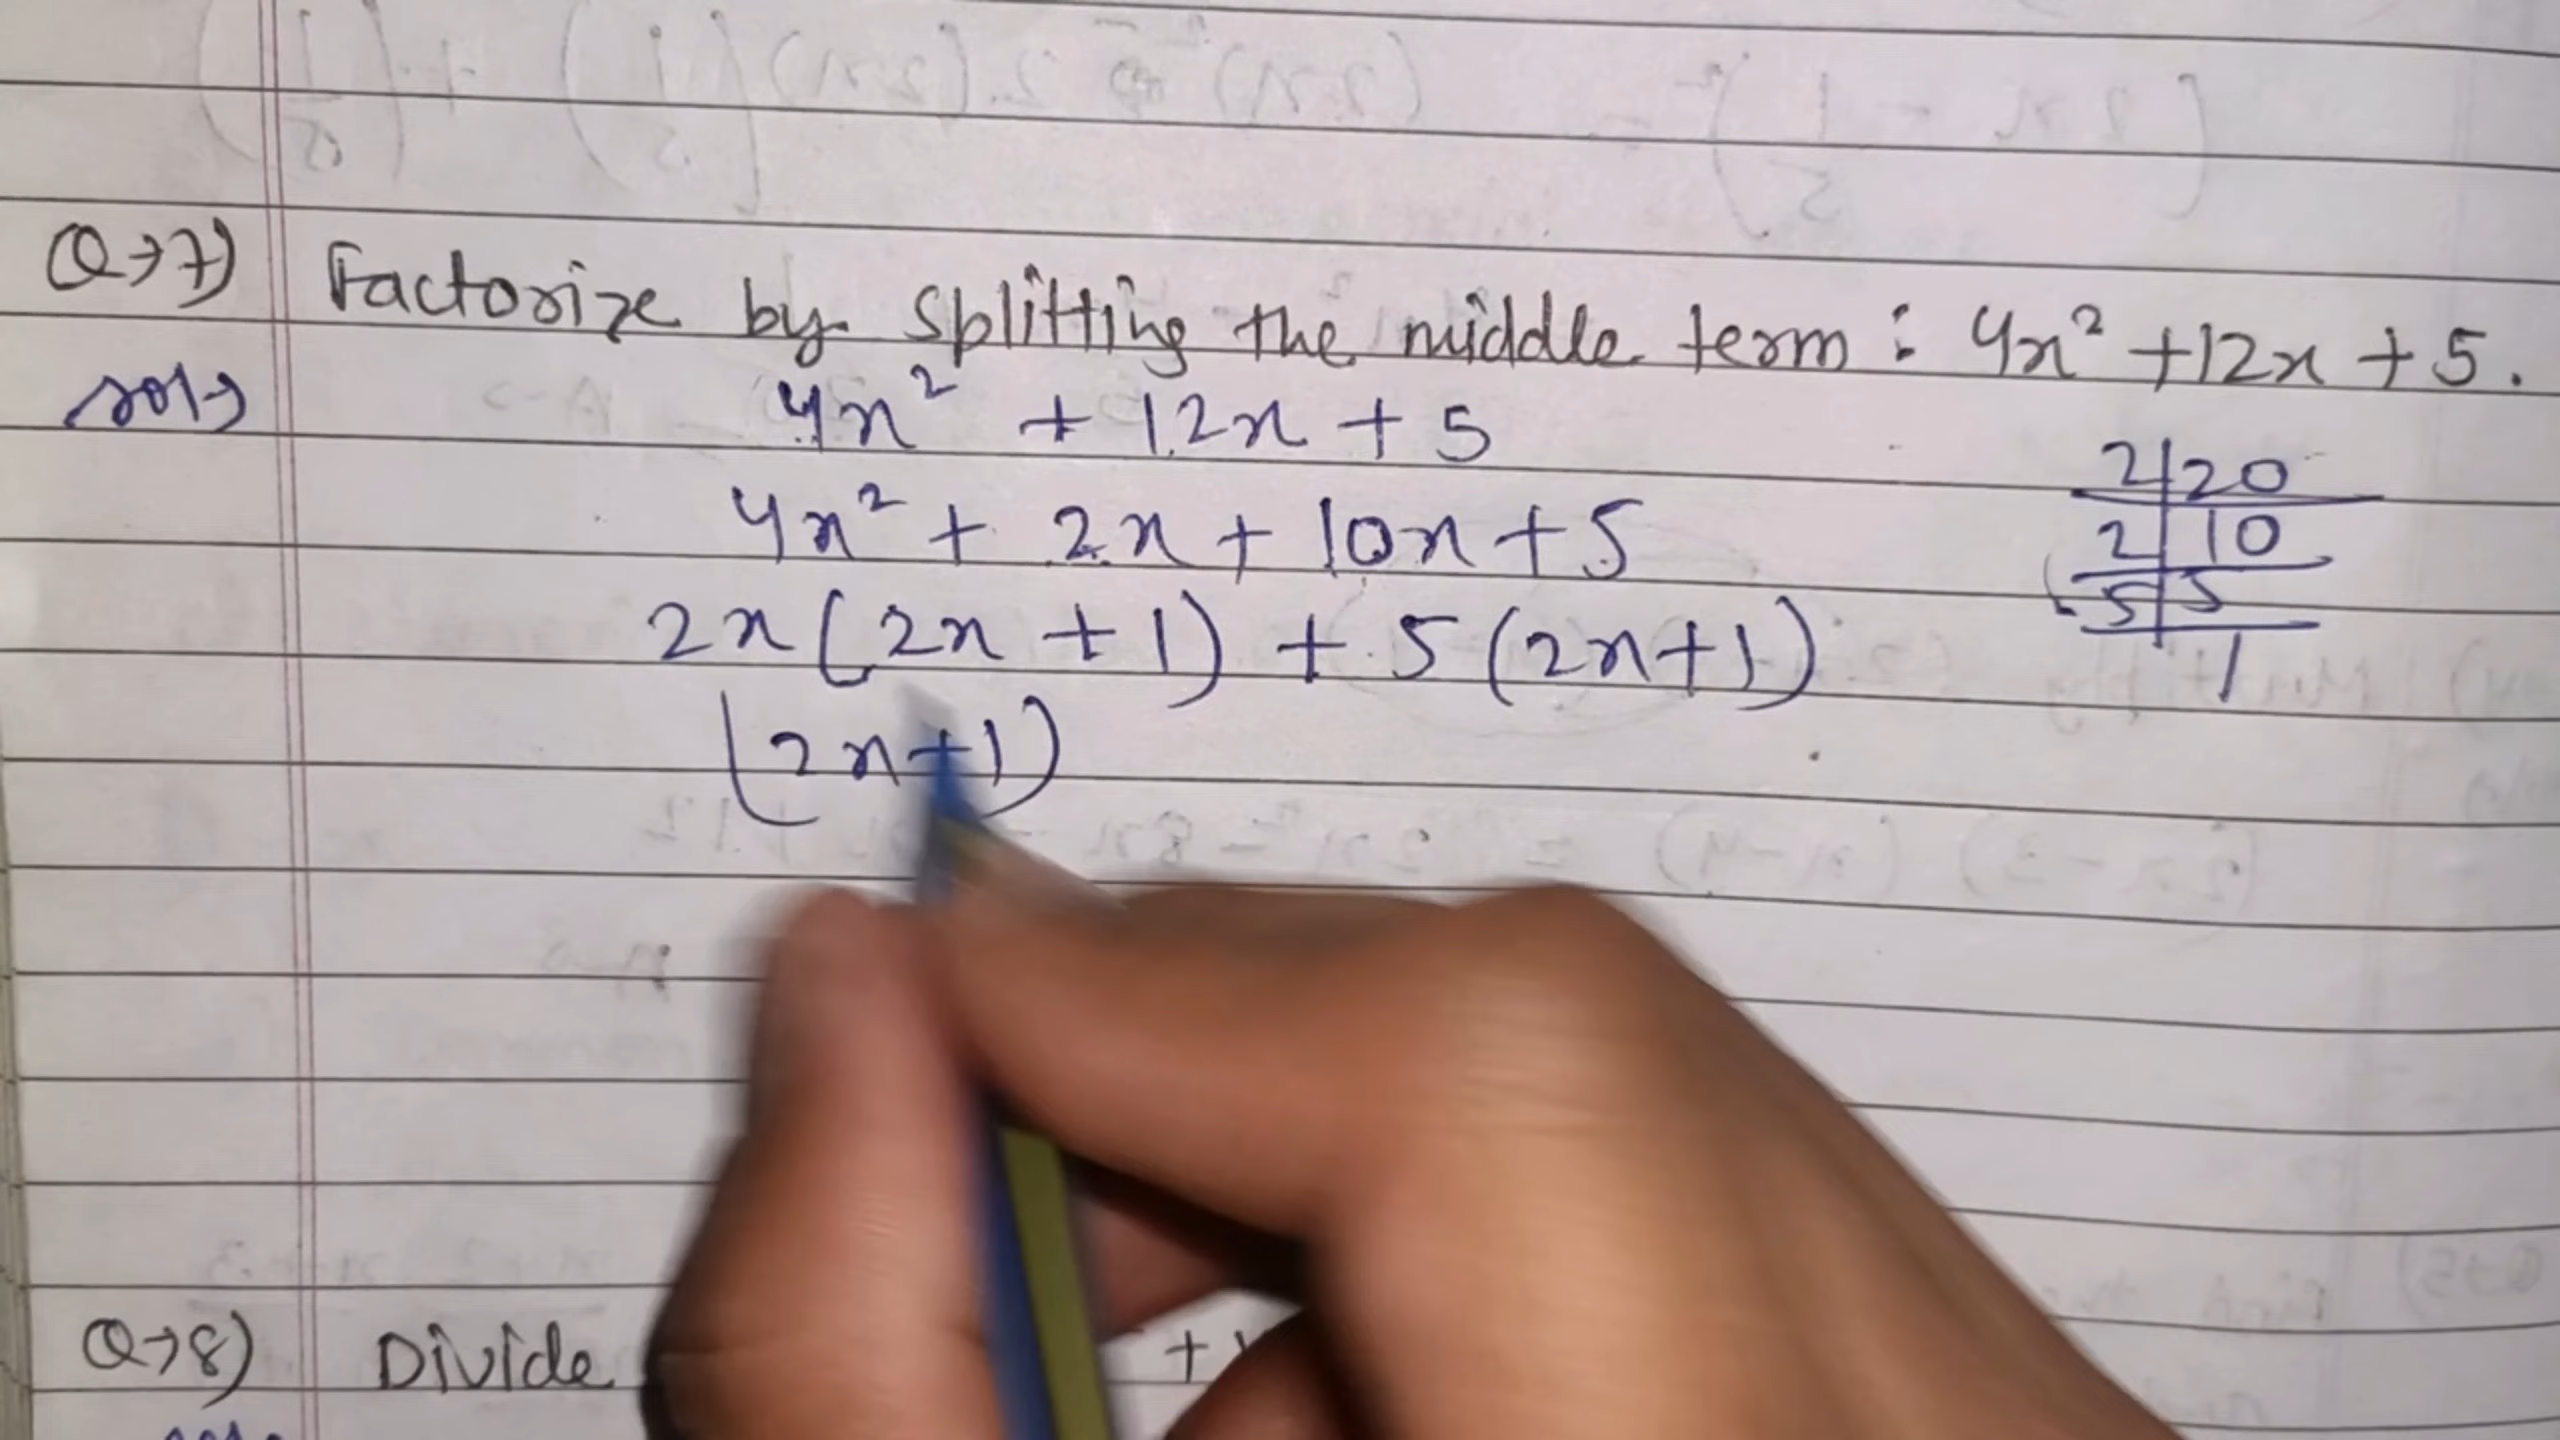 Q→7) Factorize by splitting the middle term : 4x² + 12x + 5.
sol→ 4x² + 12x + 5
4x² + 2x + 10x + 5
2x (2x + 1) + 5 (2x+1)
(2x+1)
2 | 20
2 | 10
5 | 5
1
Q→8) Divide